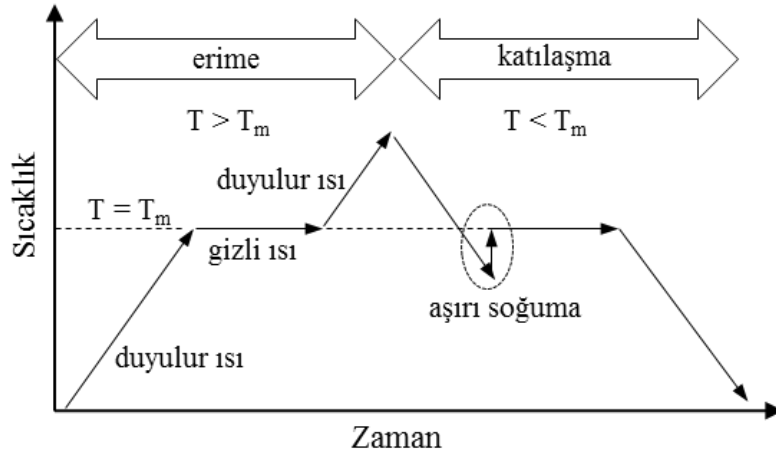 erime
katılaşma
T > Tₘ
T < Tₘ
duyulur ısı
T = Tₘ
gizli ısı
aşırı soğuma
duyulur ısı
Sıcaklık
Zaman